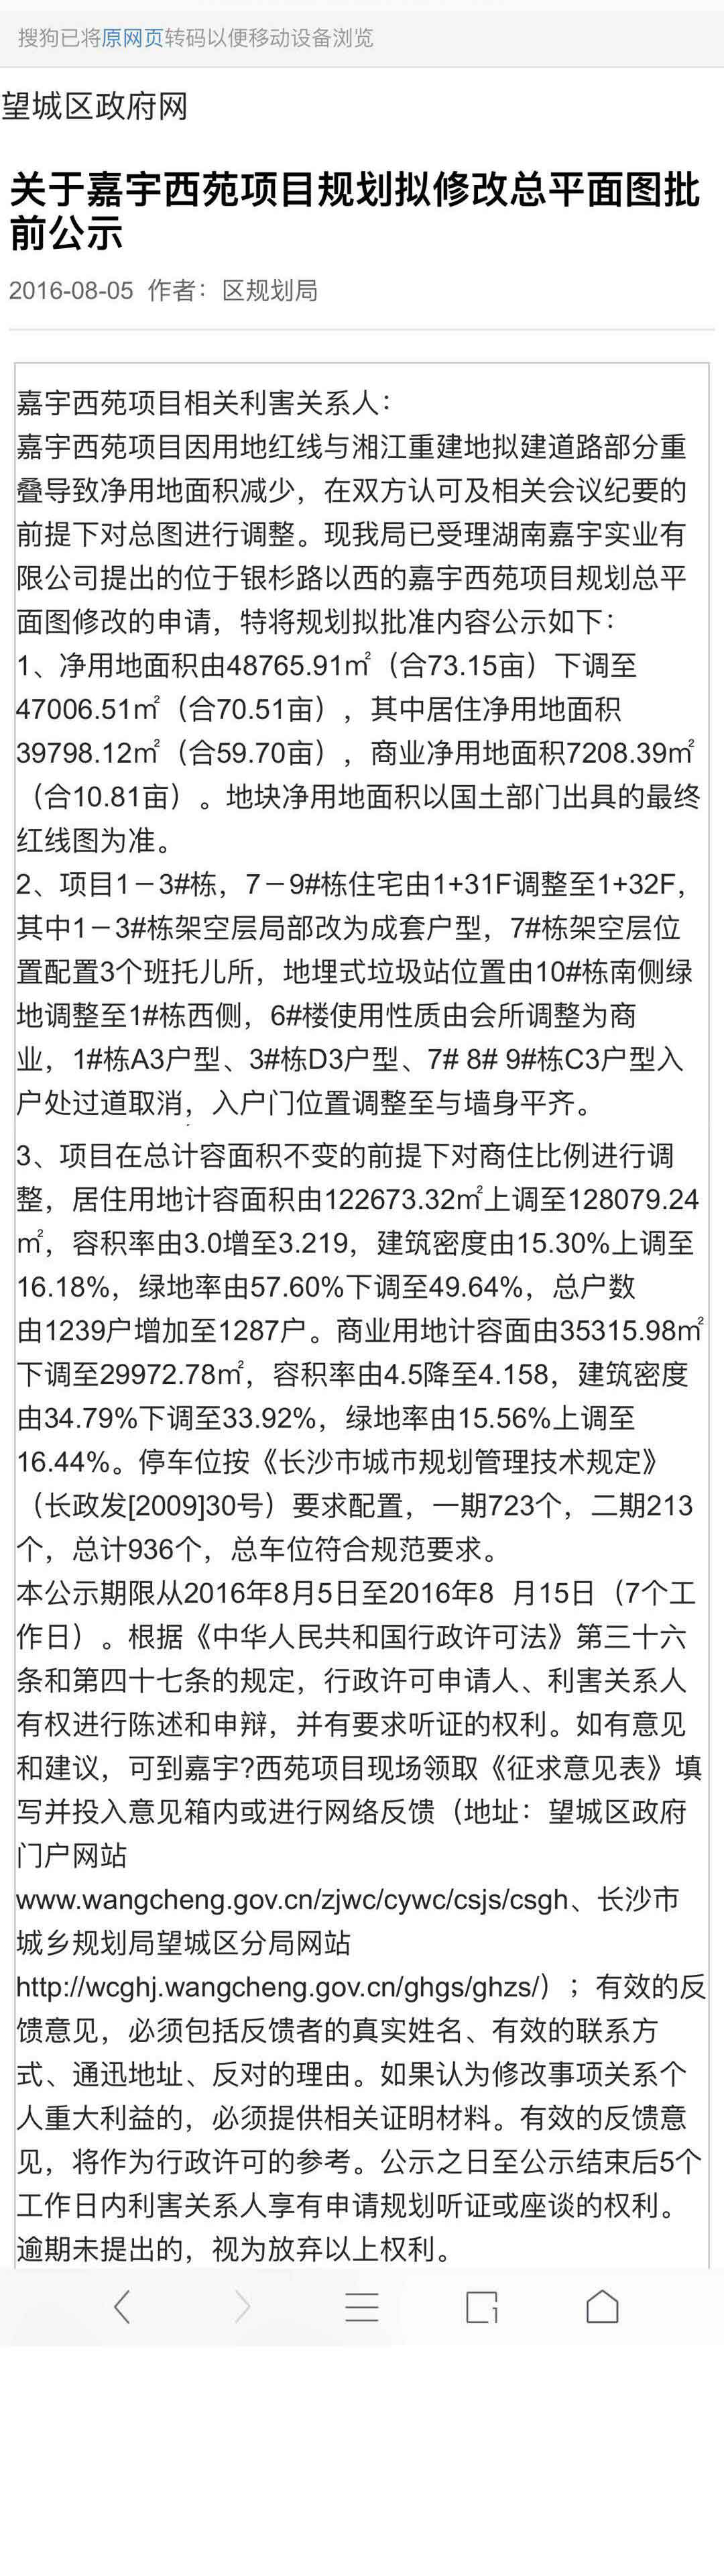 搜狗已将原网页转码以便移动设备浏览
望城区政府网
关于嘉宇西苑项目规划拟修改总平面图批
前公示
2016-08-05 作者：区规划局
嘉宇西苑项目相关利害关系人：
嘉宇西苑项目因用地红线与湘江重建地拟建道路部分重
叠导致净用地面积减少，在双方认可及相关会议纪要的
前提下对总图进行调整。现我局已受理湖南嘉宇实业有
限公司提出的位于银杉路以西的嘉宇西苑项目规划总平
面图修改的申请，特将规划拟批准内容公示如下：
1、净用地面积由48765.91㎡（合73.15亩）下调至
47006.51㎡（合70.51亩），其中居住净用地面积
39798.12㎡（合59.70亩），商业净用地面积7208.39㎡
（合10.81亩）。地块净用地面积以国土部门出具的最终
红线图为准。
2、项目1－3#栋，7－9#栋住宅由1+31F调整至1+32F，
其中1－3#栋架空层局部改为成套户型，7#栋架空层位
置配置3个班托儿所，地埋式垃圾站位置由10#栋南侧绿
地调整至1#栋西侧，6#楼使用性质由会所调整为商
业，1#栋A3户型、3#栋D3户型、7# 8# 9#栋C3户型入
户处过道取消，入户门位置调整至与墙身平齐。
3、项目在总计容面积不变的前提下对商住比例进行调
整，居住用地计容面积由122673.32㎡上调至128079.24
㎡，容积率由3.0增至3.219，建筑密度由15.30%上调至
16.18%，绿地率由57.60%下调至49.64%，总户数
由1239户增加至1287户。商业用地计容面由35315.98㎡
下调至29972.78㎡，容积率由4.5降至4.158，建筑密度
由34.79%下调至33.92%，绿地率由15.56%上调至
16.44%。停车位按《长沙市城市规划管理技术规定》
（长政发[2009]30号）要求配置，一期723个，二期213
个，总计936个，总车位符合规范要求。
本公示期限从2016年8月5日至2016年8 月15日（7个工
作日）。根据《中华人民共和国行政许可法》第三十六
条和第四十七条的规定，行政许可申请人、利害关系人
有权进行陈述和申辩，并有要求听证的权利。如有意见
和建议，可到嘉宇?西苑项目现场领取《征求意见表》填
写并投入意见箱内或进行网络反馈（地址：望城区政府
门户网站
www.wangcheng.gov.cn/zjwc/cywc/csjs/csgh、长沙市
城乡规划局望城区分局网站
http://wcghj.wangcheng.gov.cn/ghgs/ghzs/）；有效的反
馈意见，必须包括反馈者的真实姓名、有效的联系方
式、通迅地址、反对的理由。如果认为修改事项关系个
人重大利益的，必须提供相关证明材料。有效的反馈意
见，将作为行政许可的参考。公示之日至公示结束后5个
工作日内利害关系人享有申请规划听证或座谈的权利。
逾期未提出的，视为放弃以上权利。
1